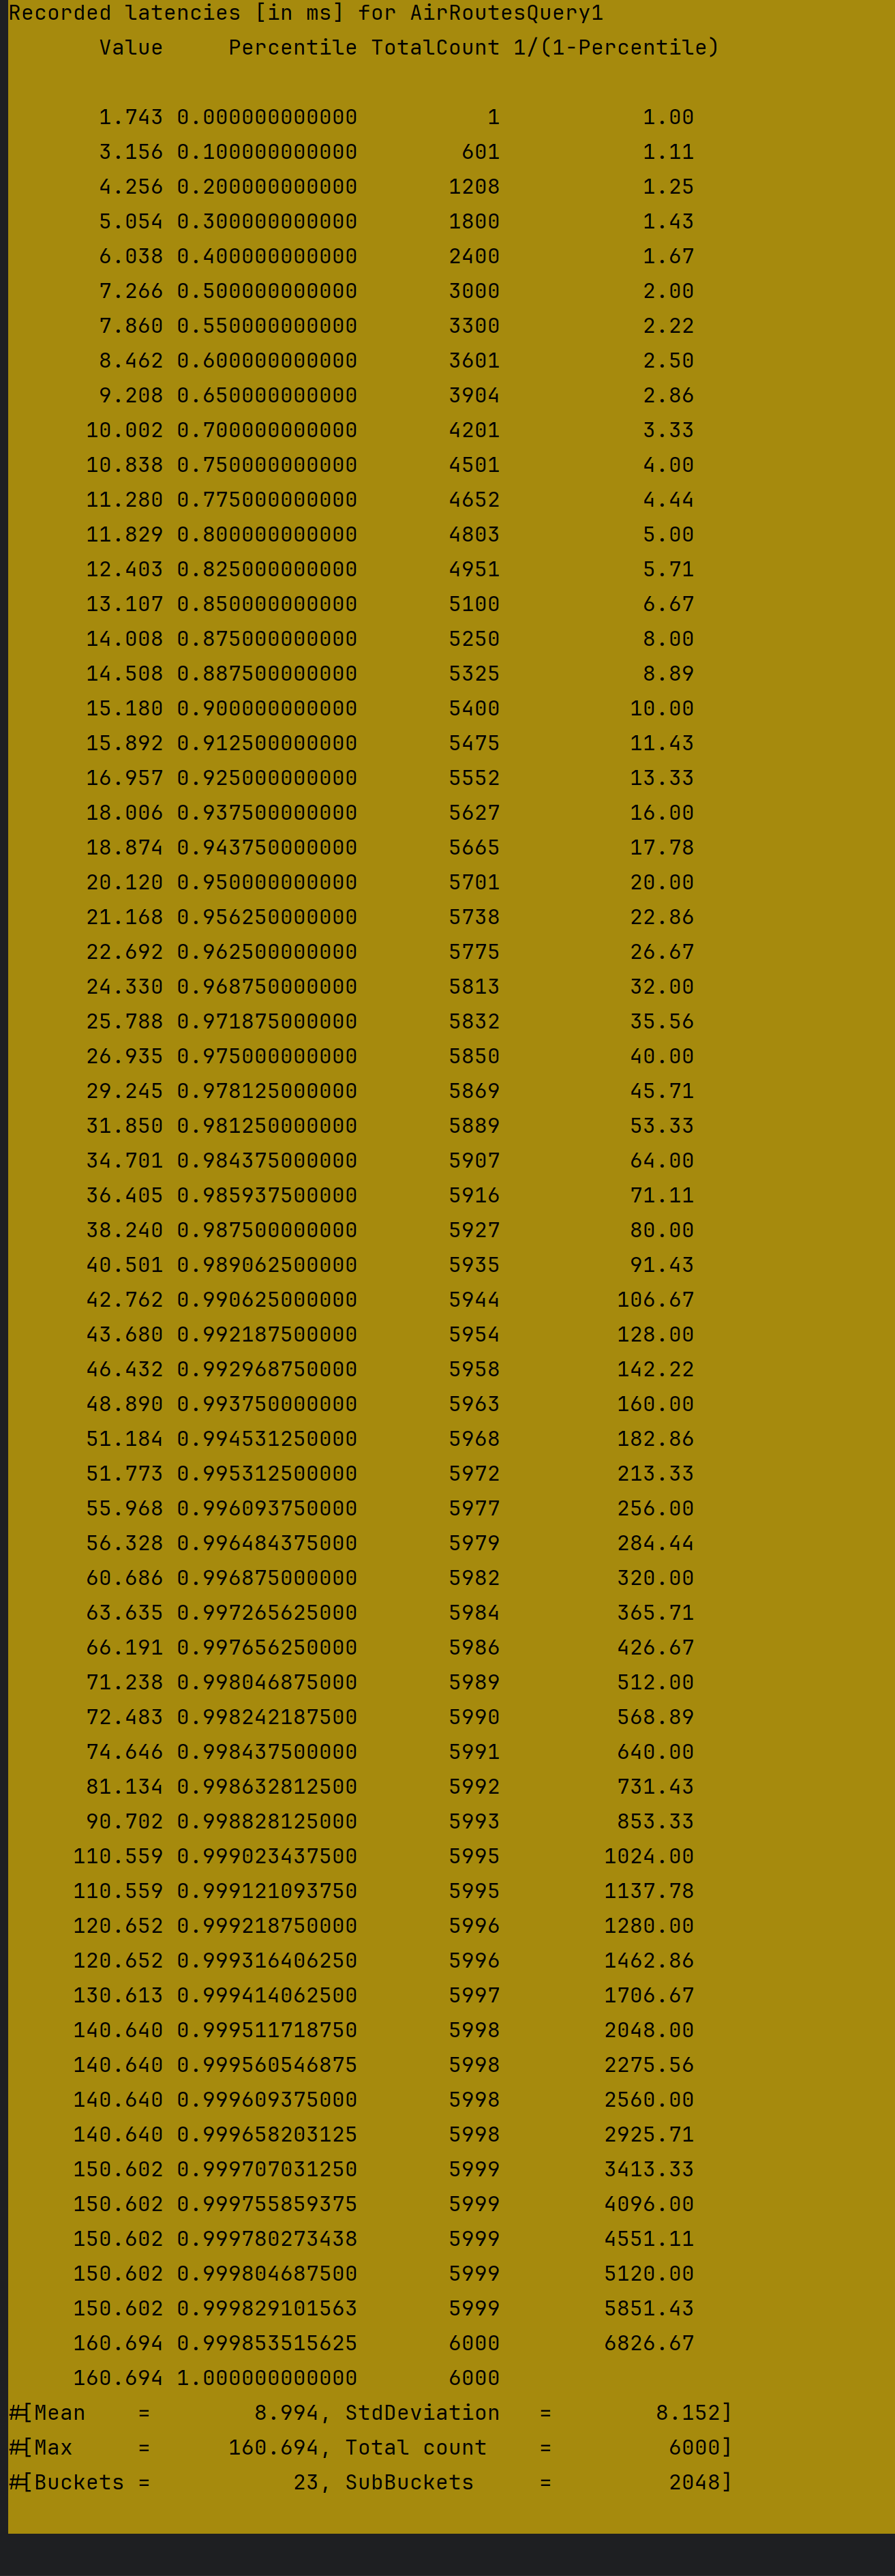 Recorded latencies [in ms] for AirRoutesQuery1
Value Percentile TotalCount 1/(1-Percentile)
1.743 0.000000000000 1 1.00
3.156 0.100000000000 601 1.11
4.256 0.200000000000 1208 1.25
5.054 0.300000000000 1800 1.43
6.038 0.400000000000 2400 1.67
7.266 0.500000000000 3000 2.00
7.860 0.550000000000 3300 2.22
8.462 0.600000000000 3601 2.50
9.208 0.650000000000 3904 2.86
10.002 0.700000000000 4201 3.33
10.838 0.750000000000 4501 4.00
11.280 0.775000000000 4652 4.44
11.829 0.800000000000 4803 5.00
12.403 0.825000000000 4951 5.71
13.107 0.850000000000 5100 6.67
14.008 0.875000000000 5250 8.00
14.508 0.887500000000 5325 8.89
15.180 0.900000000000 5400 10.00
15.892 0.912500000000 5475 11.43
16.957 0.925000000000 5552 13.33
18.006 0.937500000000 5627 16.00
18.874 0.943750000000 5665 17.78
20.120 0.950000000000 5701 20.00
21.168 0.956250000000 5738 22.86
22.692 0.962500000000 5775 26.67
24.330 0.968750000000 5813 32.00
25.788 0.971875000000 5832 35.56
26.935 0.975000000000 5850 40.00
29.245 0.978125000000 5869 45.71
31.850 0.981250000000 5889 53.33
34.701 0.984375000000 5907 64.00
36.405 0.985937500000 5916 71.11
38.240 0.987500000000 5927 80.00
40.501 0.989062500000 5935 91.43
42.762 0.990625000000 5944 106.67
43.680 0.992187500000 5954 128.00
46.432 0.992968750000 5958 142.22
48.890 0.993750000000 5963 160.00
51.184 0.994531250000 5968 182.86
51.773 0.995312500000 5972 213.33
55.968 0.996093750000 5977 256.00
56.328 0.996484375000 5979 284.44
60.686 0.996875000000 5982 320.00
63.635 0.997265625000 5984 365.71
66.191 0.997656250000 5986 426.67
71.238 0.998046875000 5989 512.00
72.483 0.998242187500 5990 568.89
74.646 0.998437500000 5991 640.00
81.134 0.998632812500 5992 731.43
90.702 0.998828125000 5993 853.33
110.559 0.999023437500 5995 1024.00
110.559 0.999121093750 5995 1137.78
120.652 0.999218750000 5996 1280.00
120.652 0.999316406250 5996 1462.86
130.613 0.999414062500 5997 1706.67
140.640 0.999511718750 5998 2048.00
140.640 0.999560546875 5998 2275.56
140.640 0.999609375000 5998 2560.00
140.640 0.999658203125 5998 2925.71
150.602 0.999707031250 5999 3413.33
150.602 0.999755859375 5999 4096.00
150.602 0.999780273438 5999 4551.11
150.602 0.999804687500 5999 5120.00
150.602 0.999829101563 5999 5851.43
160.694 0.999853515625 6000 6826.67
160.694 1.000000000000 6000
#[Mean = 8.994, StdDeviation = 8.152]
#[Max = 160.694, Total count = 6000]
#[Buckets = 23, SubBuckets = 2048]